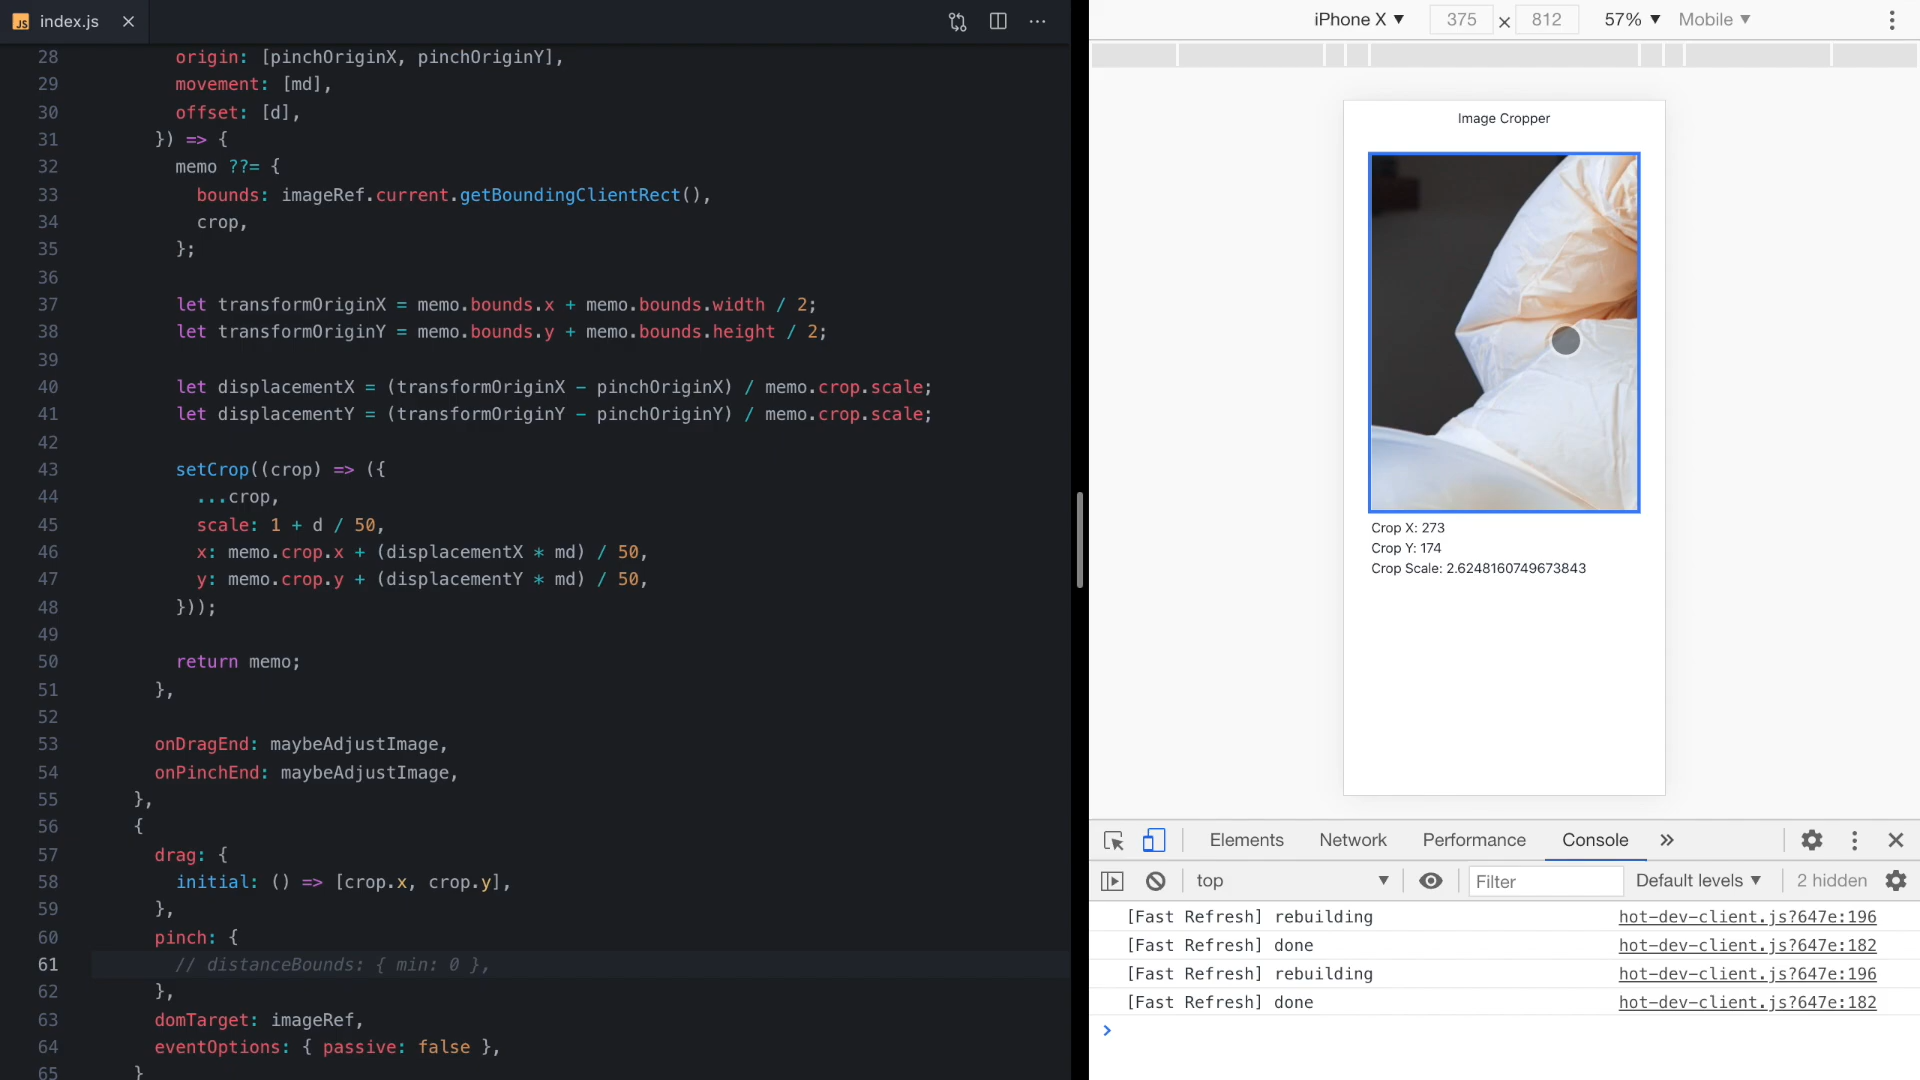 JS index.js
28 origin: [pinchOriginX, pinchOriginY],
29 movement: [md],
30 offset: [d],
31 }) => {
32 memo ??= {
33 bounds: imageRef.current.getBoundingClientRect(),
34 crop,
35 };
36
37 let transformOriginX = memo.bounds.x + memo.bounds.width / 2;
38 let transformOriginY = memo.bounds.y + memo.bounds.height / 2;
39
40 let displacementX = (transformOriginX - pinchOriginX) / memo.crop.scale;
41 let displacementY = (transformOriginY - pinchOriginY) / memo.crop.scale;
42
43 setCrop((crop) => ({
44 ...crop,
45 scale: 1 + d / 50,
46 x: memo.crop.x + (displacementX * md) / 50,
47 y: memo.crop.y + (displacementY * md) / 50,
48 }));
49
50 return memo;
51 },
52
53 onDragEnd: maybeAdjustImage,
54 onPinchEnd: maybeAdjustImage,
55 },
56 {
57 drag: {
58 initial: () => [crop.x, crop.y],
59 },
60 pinch: {
61 // distanceBounds: { min: 0 },
62 },
63 domTarget: imageRef,
64 eventOptions: { passive: false },
65 }
iPhone X ▼ 375 × 812 57% ▼ Mobile ▼
Image Cropper
Crop X: 273
Crop Y: 174
Crop Scale: 2.6248160749673843
Elements Network Performance Console »
top ▼ Filter Default levels ▼ 2 hidden
[Fast Refresh] rebuilding hot-dev-client.js?647e:196
[Fast Refresh] done hot-dev-client.js?647e:182
[Fast Refresh] rebuilding hot-dev-client.js?647e:196
[Fast Refresh] done hot-dev-client.js?647e:182
>